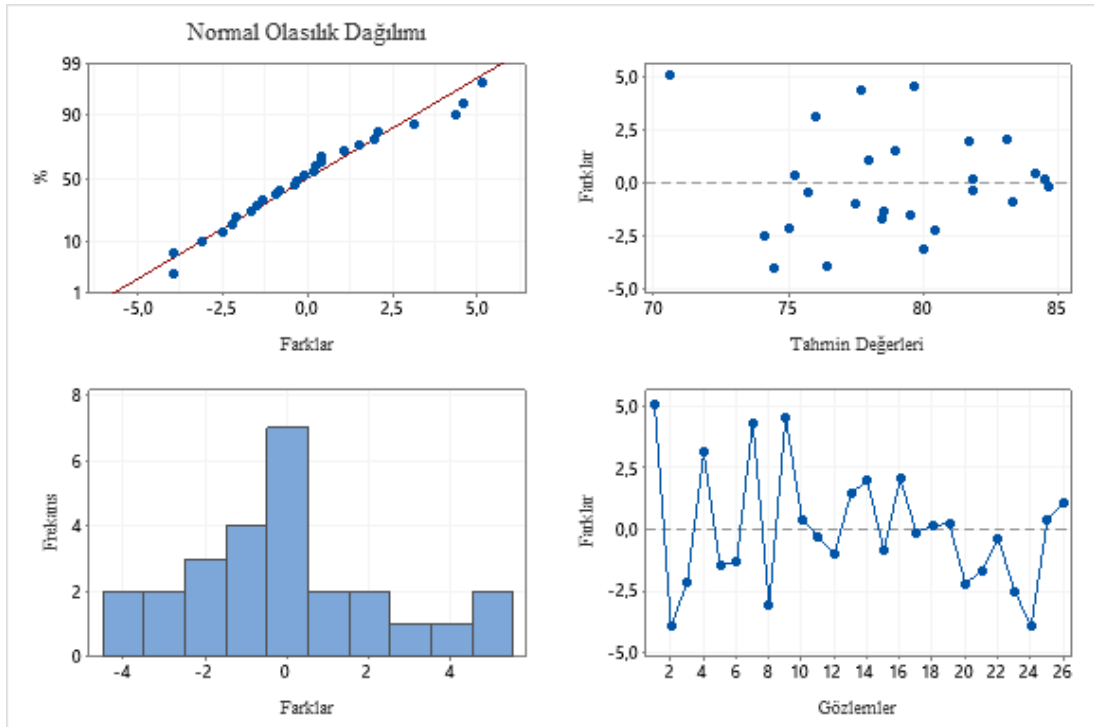 Normal Olasılık Dağılımı
99
90
50
10
1
%
-5,0 -2,5 0,0 2,5 5,0
Farklar
5,0
2,5
0,0
-2,5
-5,0
Farklar
70 75 80 85
Tahmin Değerleri
8
6
4
2
0
Frekans
-4 -2 0 2 4
Farklar
5,0
2,5
0,0
-2,5
-5,0
Farklar
2 4 6 8 10 12 14 16 18 20 22 24 26
Gözlemler